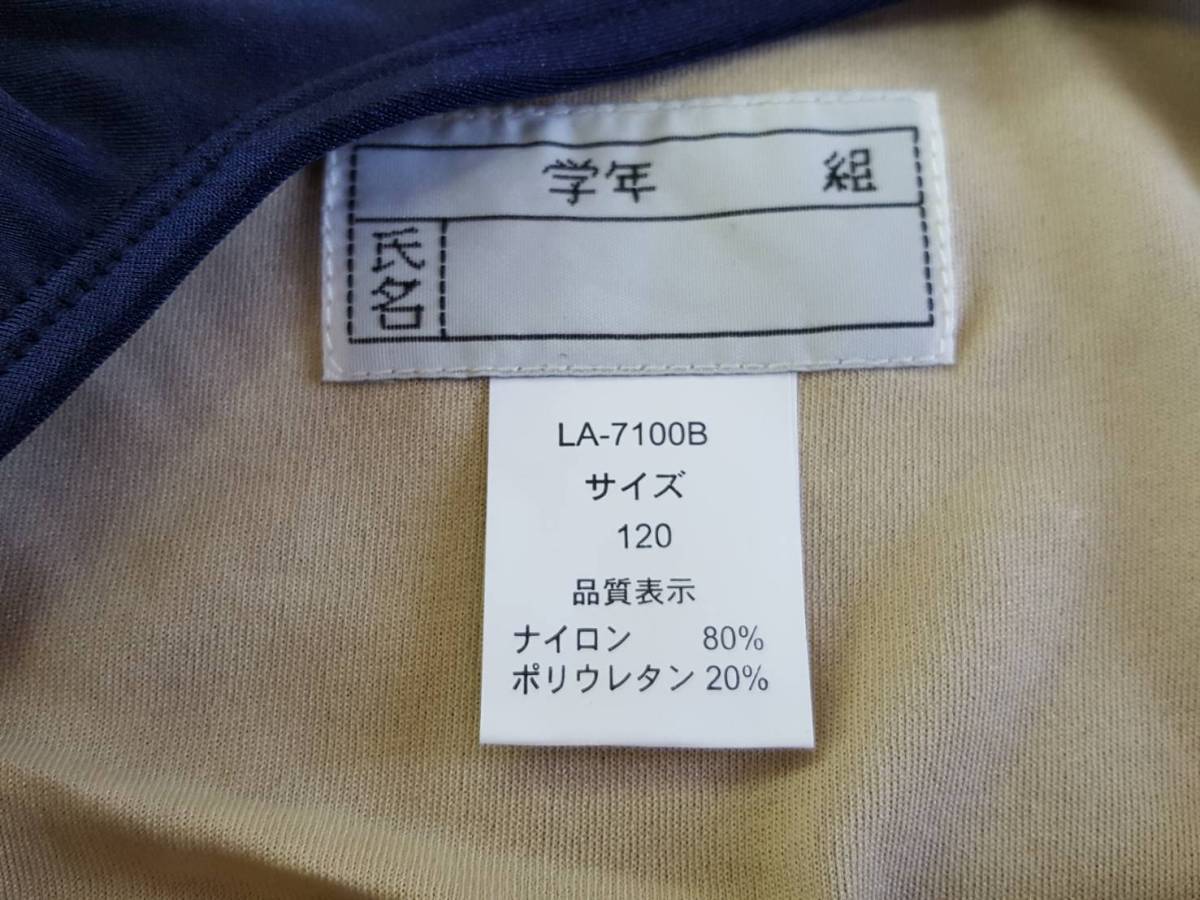 学年 組
氏名
LA-7100B
サイズ
120
品質表示
ナイロン 80%
ポリウレタン 20%